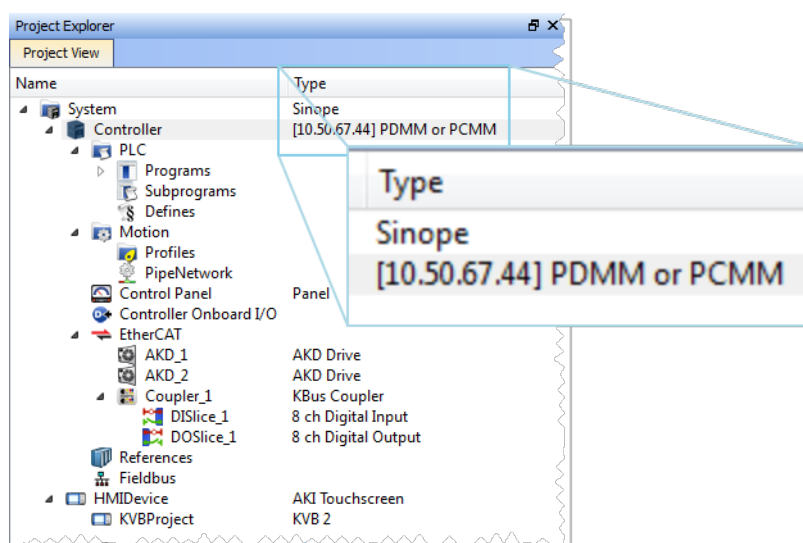 Project Explorer
Project View
Name Type
System Sinope
Controller [10.50.67.44] PDMM or PCMM
PLC
Programs
Subprograms
Defines
Motion
Profiles
PipeNetwork
Control Panel Panel
Controller Onboard I/O
EtherCAT
AKD_1 AKD Drive
AKD_2 AKD Drive
Coupler_1 KBus Coupler
DISlice_1 8 ch Digital Input
DOSlice_1 8 ch Digital Output
References
Fieldbus
HMIDevice AKI Touchscreen
KVBProject KVB 2
Type
Sinope
[10.50.67.44] PDMM or PCMM